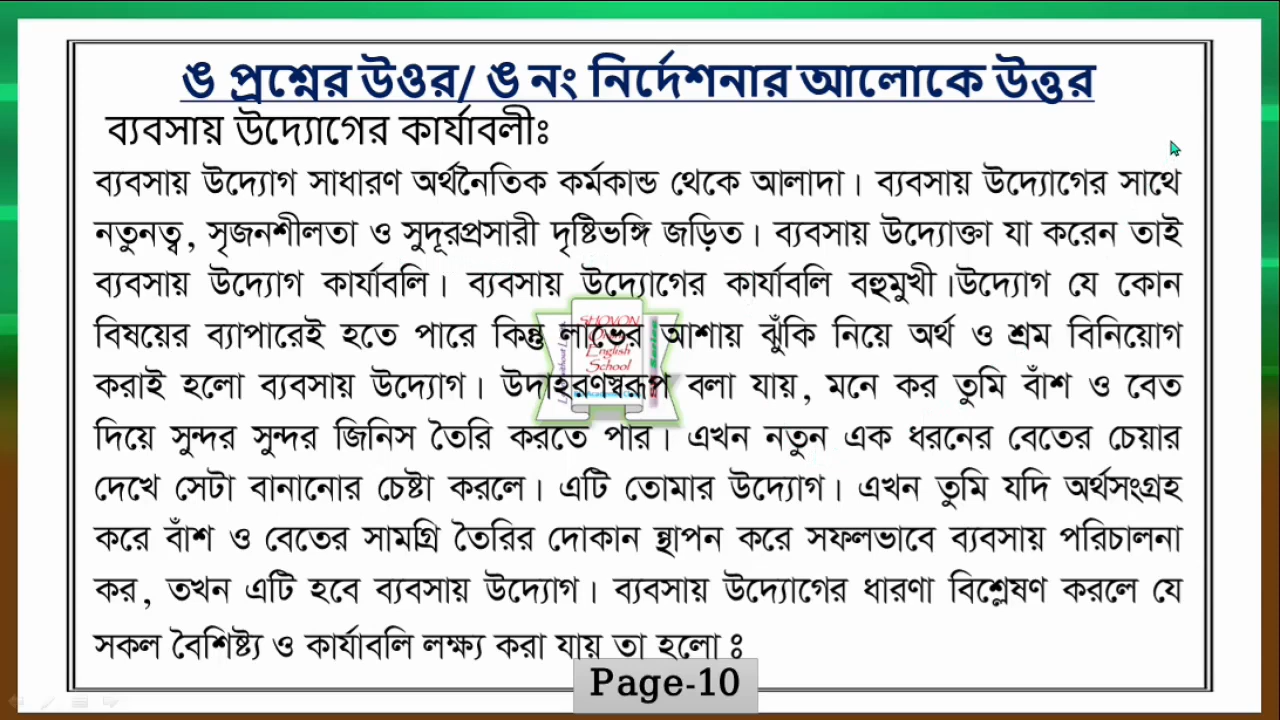 ঙ প্রশ্নের উওর/ ঙ নং নির্দেশনার আলোকে উত্তর
ব্যবসায় উদ্যোগের কার্যাবলীঃ
ব্যবসায় উদ্যোগ সাধারণ অর্থনৈতিক কর্মকান্ড থেকে আলাদা। ব্যবসায় উদ্যোগের সাথে
নতুনত্ব, সৃজনশীলতা ও সুদূরপ্রসারী দৃষ্টিভঙ্গি জড়িত। ব্যবসায় উদ্যোক্তা যা করেন তাই
ব্যবসায় উদ্যোগ কার্যাবলি। ব্যবসায় উদ্যোগের কার্যাবলি বহুমুখী।উদ্যোগ যে কোন
বিষয়ের ব্যাপারেই হতে পারে কিন্তু লাভের আশায় ঝুঁকি নিয়ে অর্থ ও শ্রম বিনিয়োগ
করাই হলো ব্যবসায় উদ্যোগ। উদাহরণস্বরূপ বলা যায়, মনে কর তুমি বাঁশ ও বেত
দিয়ে সুন্দর সুন্দর জিনিস তৈরি করতে পার। এখন নতুন এক ধরনের বেতের চেয়ার
দেখে সেটা বানানোর চেষ্টা করলে। এটি তোমার উদ্যোগ। এখন তুমি যদি অর্থসংগ্রহ
করে বাঁশ ও বেতের সামগ্রি তৈরির দোকান স্থাপন করে সফলভাবে ব্যবসায় পরিচালনা
কর, তখন এটি হবে ব্যবসায় উদ্যোগ। ব্যবসায় উদ্যোগের ধারণা বিশ্লেষণ করলে যে
সকল বৈশিষ্ট্য ও কার্যাবলি লক্ষ্য করা যায় তা হলো ঃ
SHOVON
English
School
Page-10